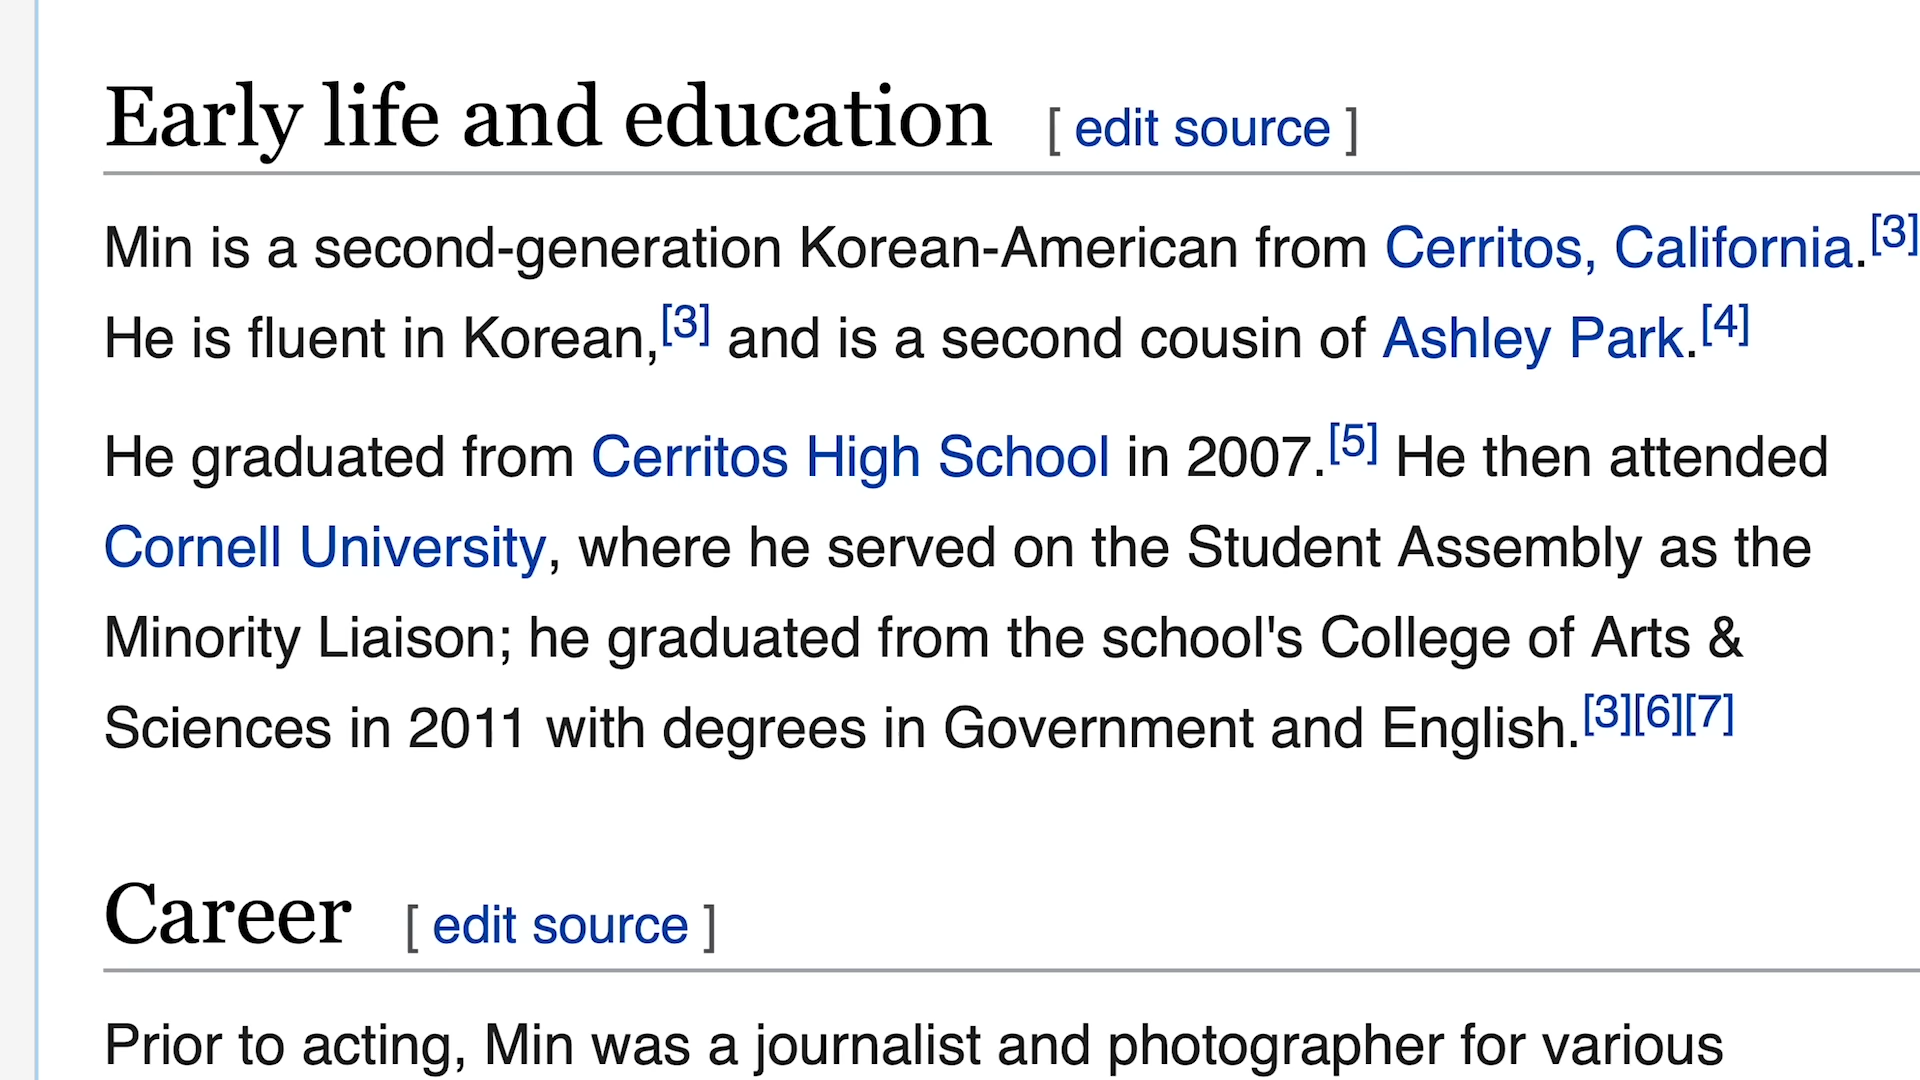 Early life and education [ edit source ]
Min is a second-generation Korean-American from Cerritos, California.[3]
He is fluent in Korean,[3] and is a second cousin of Ashley Park.[4]
He graduated from Cerritos High School in 2007.[5] He then attended
Cornell University, where he served on the Student Assembly as the
Minority Liaison; he graduated from the school's College of Arts &
Sciences in 2011 with degrees in Government and English.[3][6][7]
Career [ edit source ]
Prior to acting, Min was a journalist and photographer for various